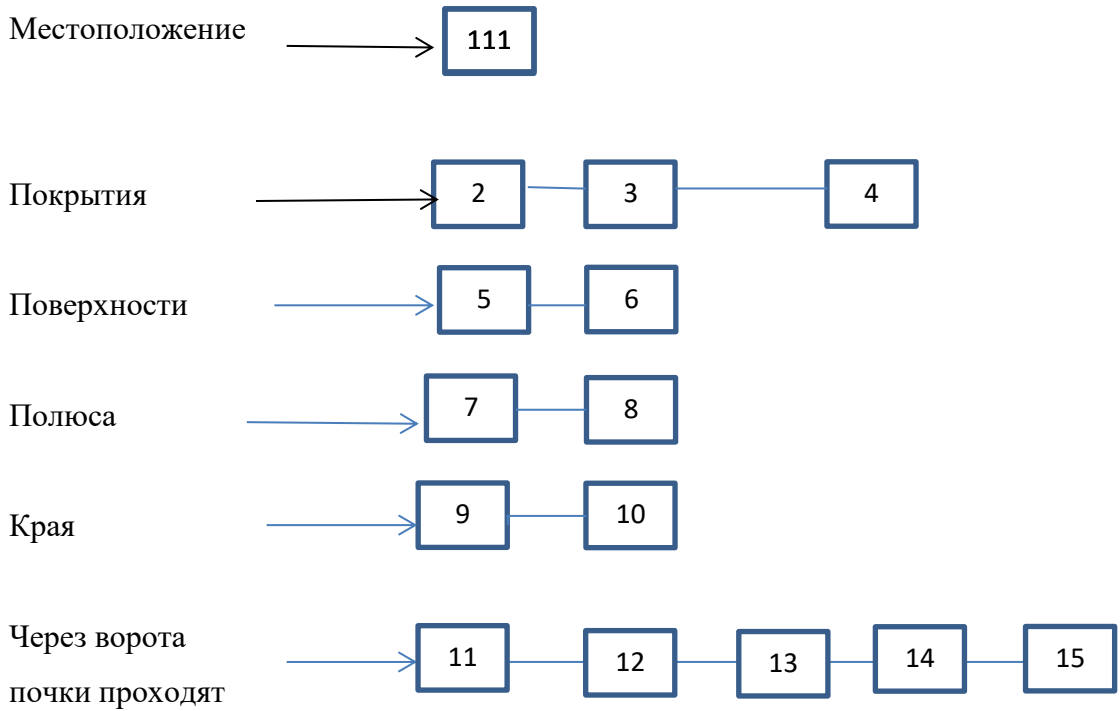 Местоположение 111
Покрытия 2 3 4
Поверхности 5 6
Полюса 7 8
Края 9 10
Через ворота
почки проходят 11 12 13 14 15